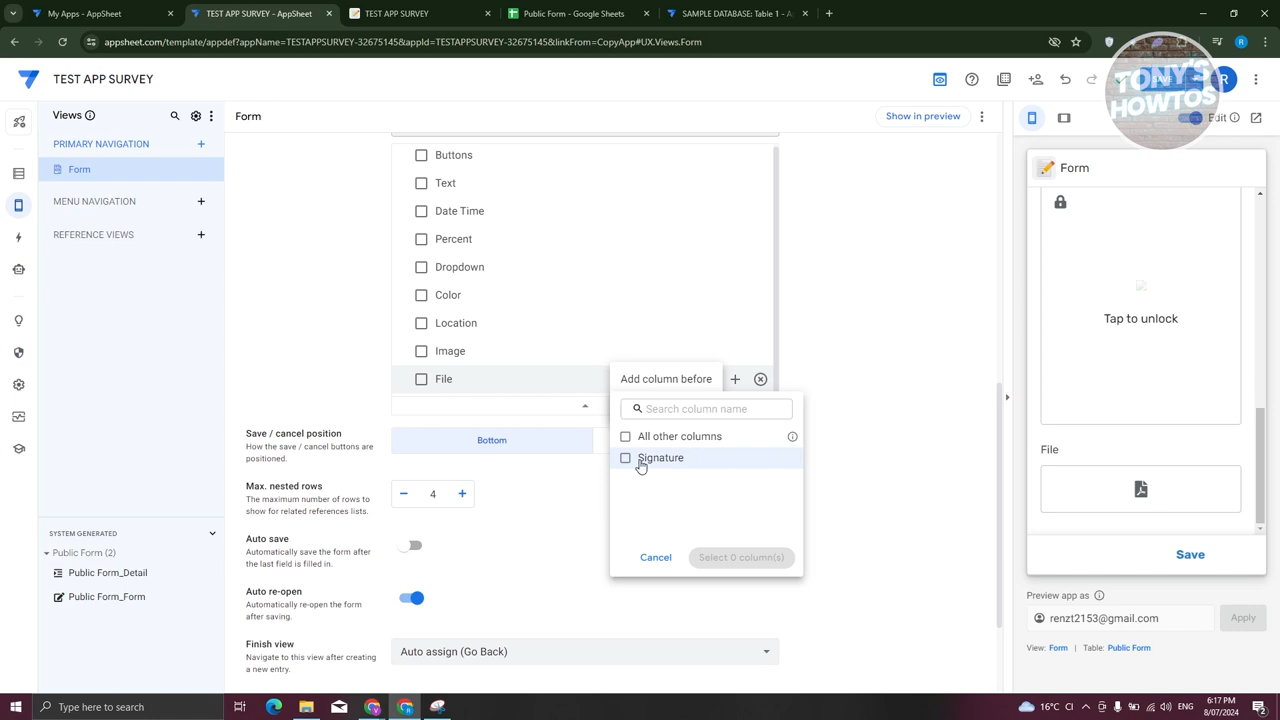 My Apps - AppSheet
TEST APP SURVEY - AppSheet
TEST APP SURVEY
Public Form - Google Sheets
SAMPLE DATABASE: Table 1 - A
appsheet.com/template/appdef?appName=TESTAPPSURVEY-32675145&appId=TESTAPPSURVEY-32675145&linkFrom=CopyApp#UX.Views.Form
R
TEST APP SURVEY
SAVE
R
TONY'S
HOWTOS
Views
Form
Show in preview
Edit
PRIMARY NAVIGATION
Form
MENU NAVIGATION
REFERENCE VIEWS
SYSTEM GENERATED
Public Form (2)
Public Form_Detail
Public Form_Form
Buttons
Text
Date Time
Percent
Dropdown
Color
Location
Image
File
Add column before
Search column name
All other columns
Signature
Cancel
Select 0 column(s)
Save / cancel position
How the save / cancel buttons are
positioned.
Bottom
Max. nested rows
The maximum number of rows to
show for related references lists.
4
Auto save
Automatically save the form after
the last field is filled in.
Auto re-open
Automatically re-open the form
after saving.
Finish view
Navigate to this view after creating
a new entry.
Auto assign (Go Back)
Form
Tap to unlock
File
Save
Preview app as
renzt2153@gmail.com
Apply
View: Form | Table: Public Form
Type here to search
16°C
ENG
6:17 PM
8/07/2024
2